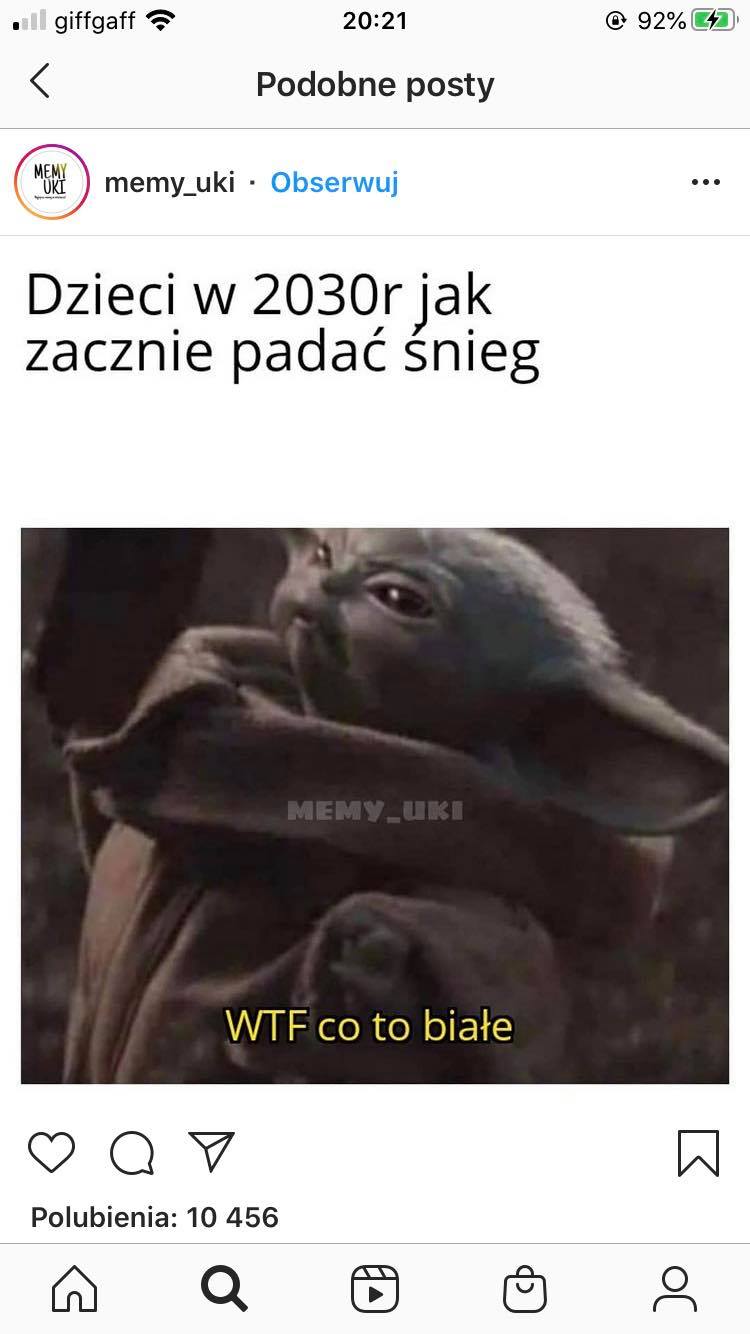 giffgaff 20:21 92%
Podobne posty
MEMY
UKI
memy_uki · Obserwuj
Dzieci w 2030r jak
zacznie padać śnieg
MEMY_UKI
WTF co to białe
Polubienia: 10 456